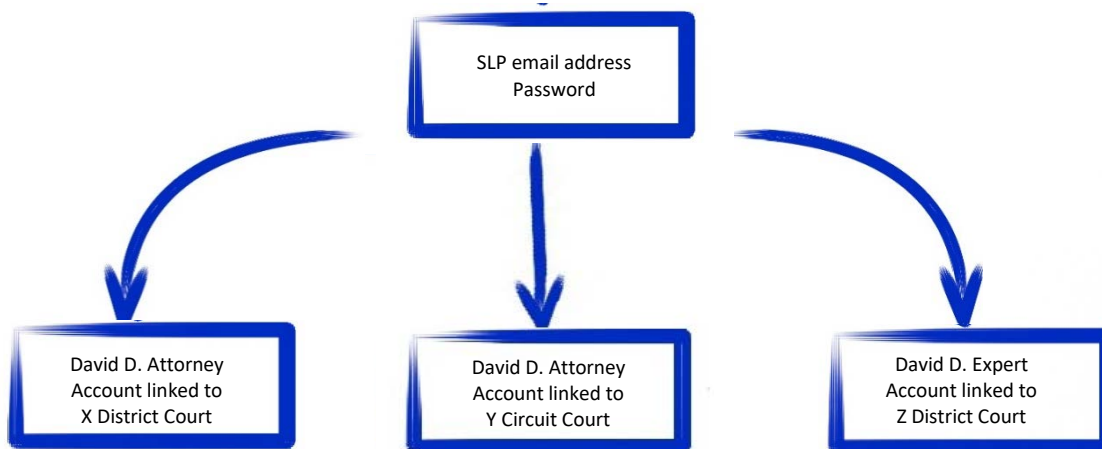 SLP email address
Password
David D. Attorney
Account linked to
X District Court
David D. Attorney
Account linked to
Y Circuit Court
David D. Expert
Account linked to
Z District Court